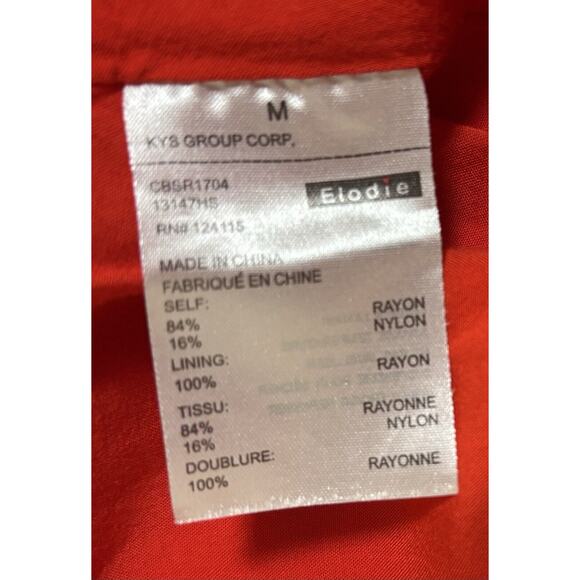 M
KYS GROUP CORP.
CBSR1704
13147HS
Elodie
RN# 124115
MADE IN CHINA
FABRIQUÉ EN CHINE
SELF:
84% RAYON
16% NYLON
LINING:
100% RAYON
TISSU:
84% RAYONNE
16% NYLON
DOUBLURE:
100% RAYONNE